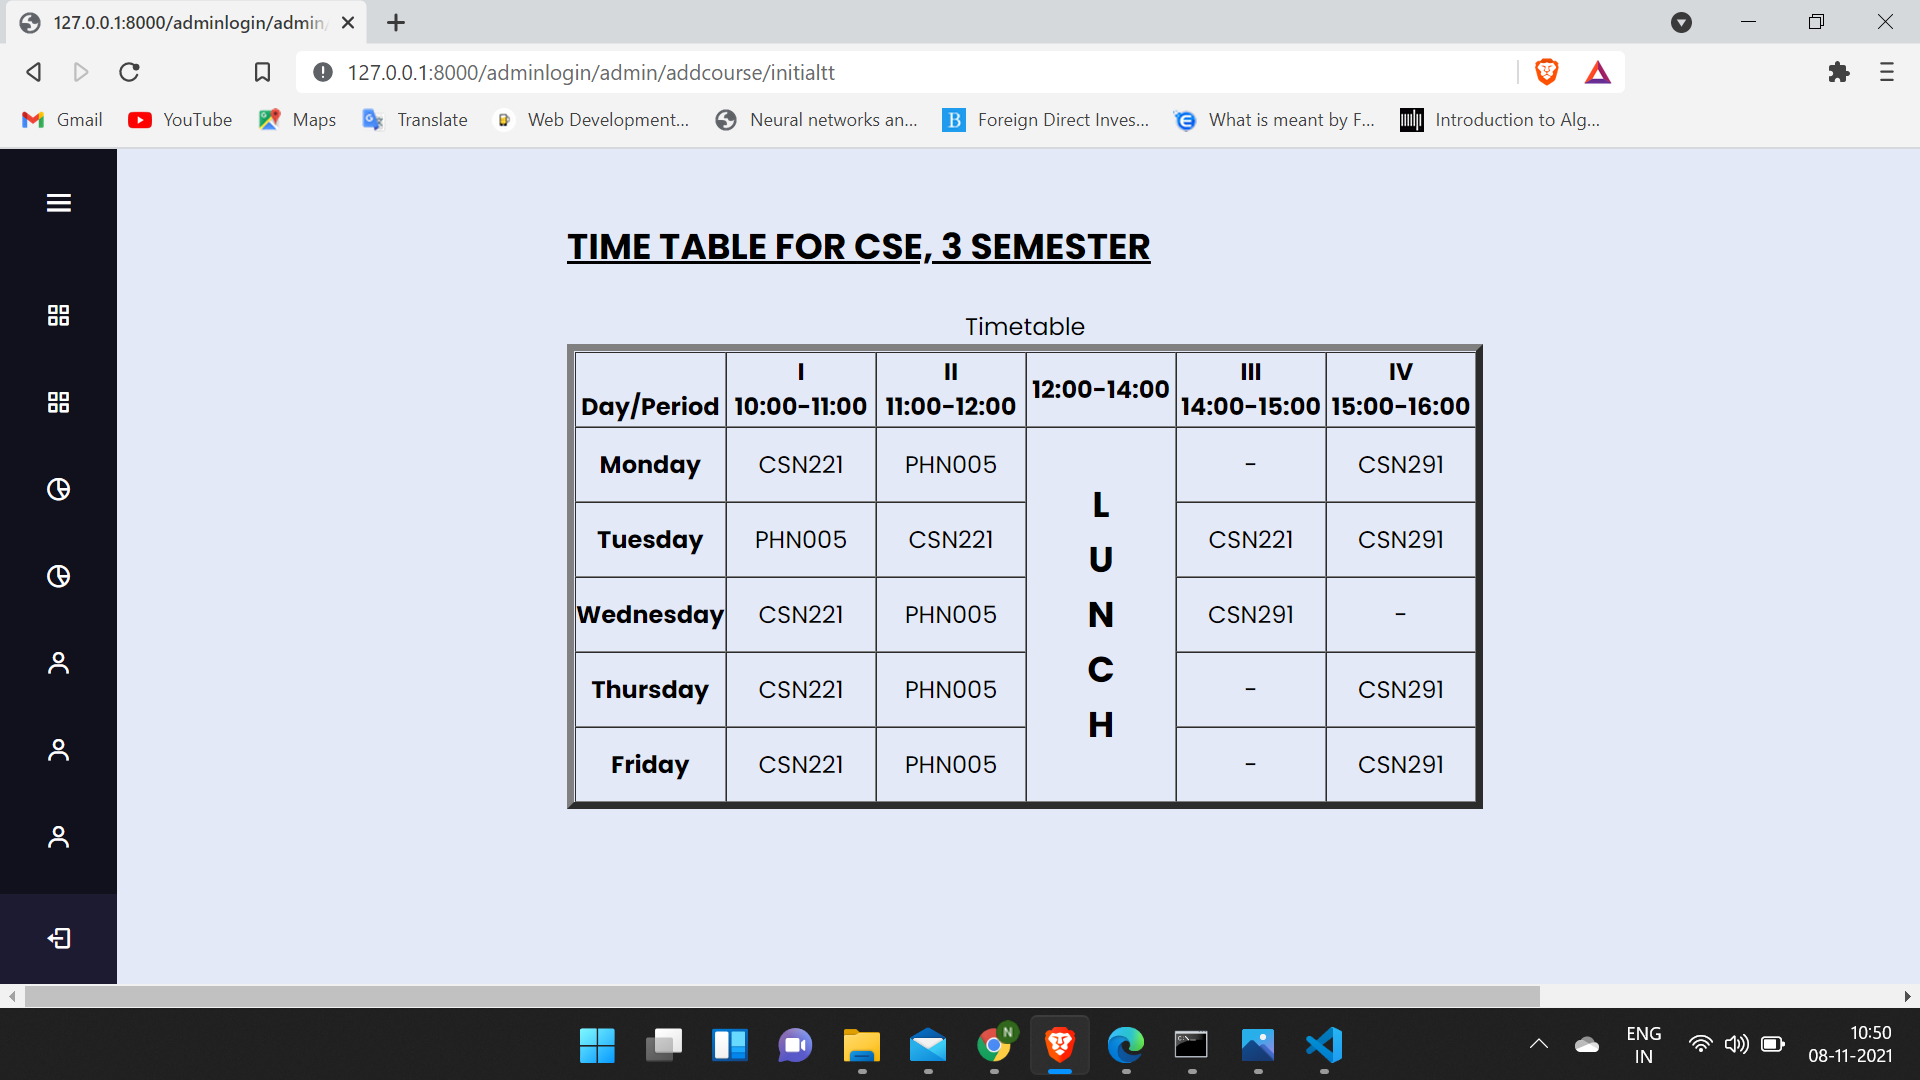 127.0.0.1:8000/adminlogin/admin/
127.0.0.1:8000/adminlogin/admin/addcourse/initialtt
Gmail YouTube Maps Translate Web Development... Neural networks an... Foreign Direct Inves... What is meant by F... Introduction to Alg...
TIME TABLE FOR CSE, 3 SEMESTER
Timetable
Day/Period I 10:00-11:00 II 11:00-12:00 12:00-14:00 III 14:00-15:00 IV 15:00-16:00
Monday CSN221 PHN005 - CSN291
Tuesday PHN005 CSN221 CSN221 CSN291
Wednesday CSN221 PHN005 CSN291 -
Thursday CSN221 PHN005 - CSN291
Friday CSN221 PHN005 - CSN291
L
U
N
C
H
N
ENG
IN
10:50
08-11-2021